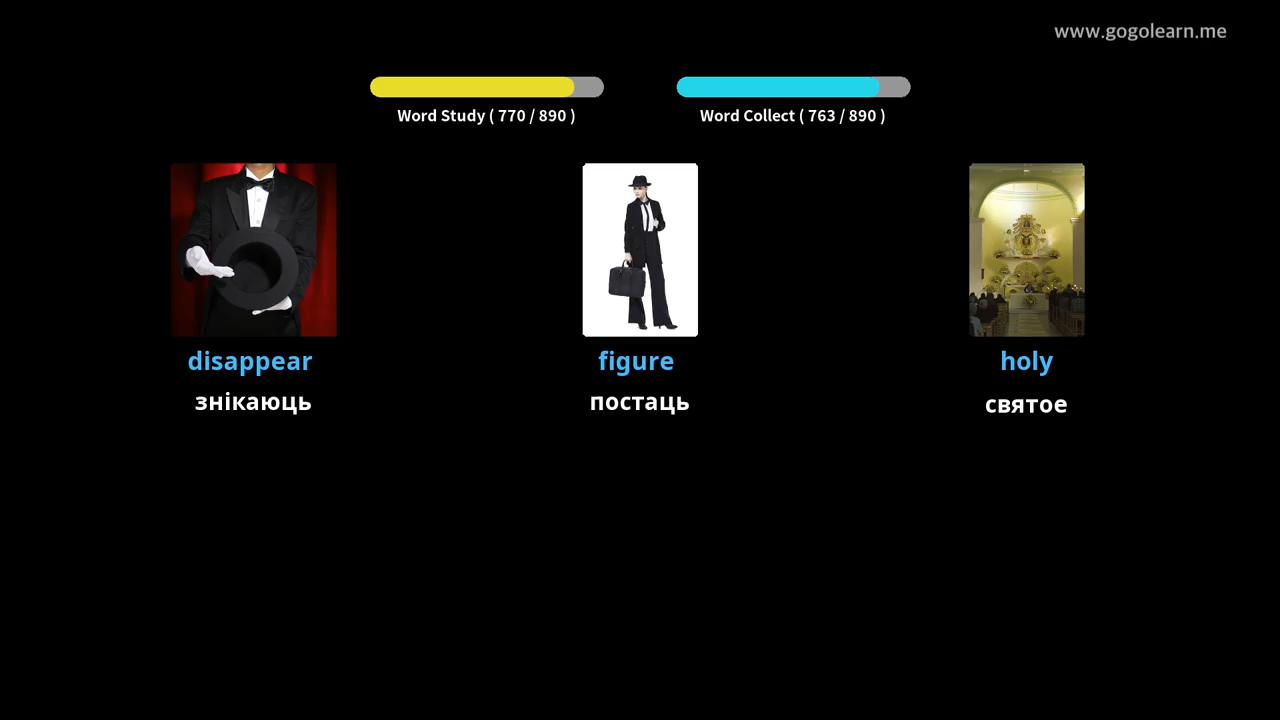 www.gogolearn.me
Word Study ( 770 / 890 )
Word Collect ( 763 / 890 )
disappear
figure
holy
знікаюць
постаць
святое